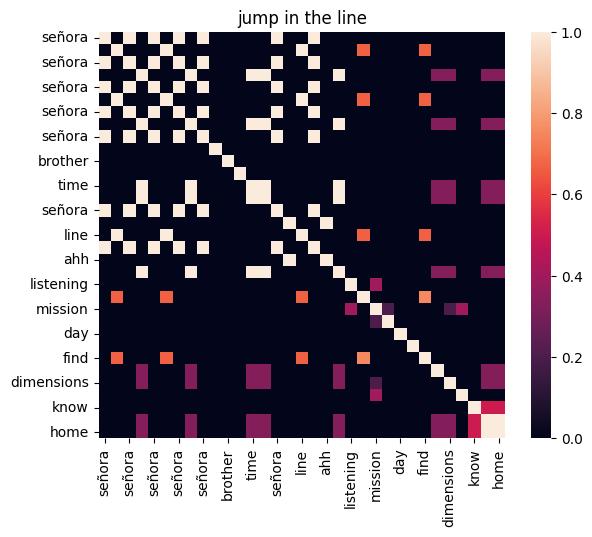 jump in the line
señora
señora
señora
señora
señora
brother
time
señora
line
ahh
listening
mission
day
find
dimensions
know
home
señora
señora
señora
señora
señora
brother
time
señora
line
ahh
listening
mission
day
find
dimensions
know
home
1.0
0.8
0.6
0.4
0.2
0.0